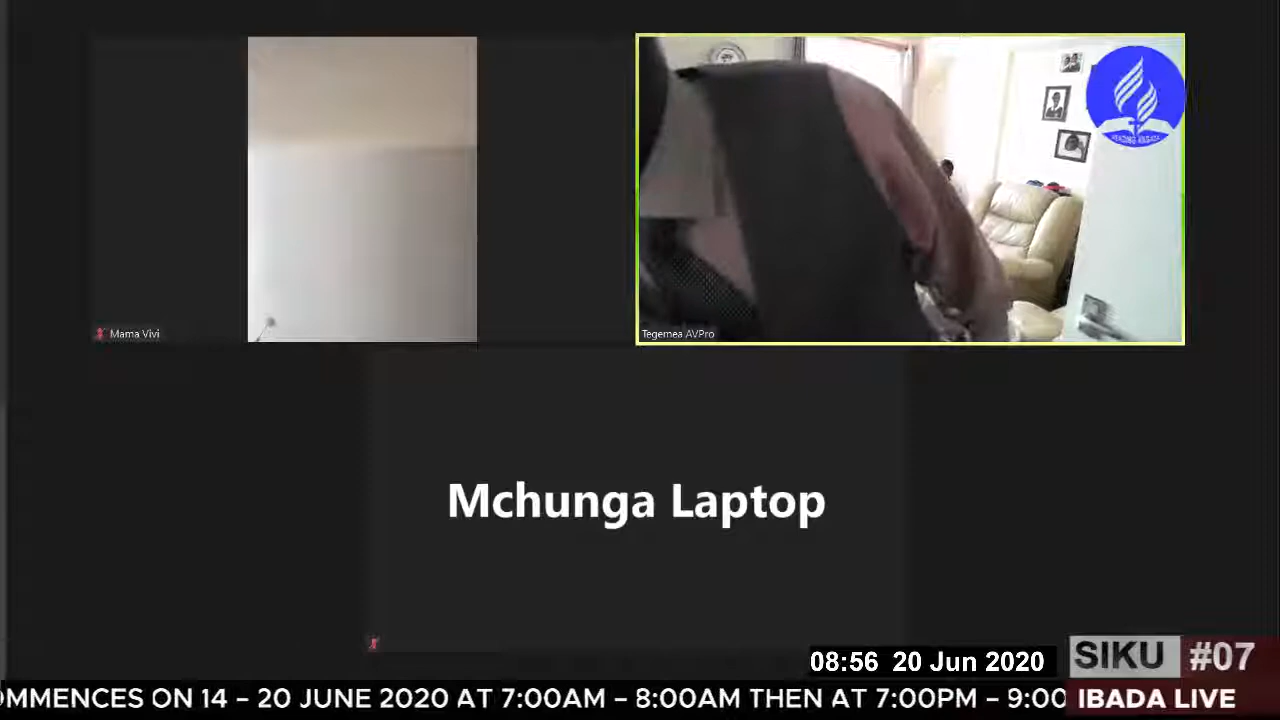 Mama Vivi
Tegemea AVPro
Mchunga Laptop
08:56 20 Jun 2020
SIKU #07
OMMENCES ON 14 – 20 JUNE 2020 AT 7:00AM – 8:00AM THEN AT 7:00PM – 9:00
IBADA LIVE